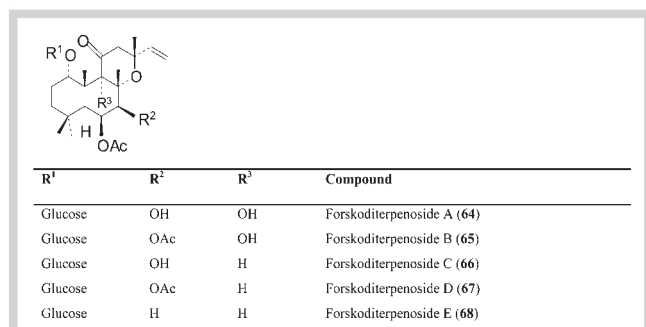 O
R¹
O
O
R³
R²
H
OAc
R¹ R² R³ Compound
Glucose OH OH Forskoditerpenoside A (64)
Glucose OAc OH Forskoditerpenoside B (65)
Glucose OH H Forskoditerpenoside C (66)
Glucose OAc H Forskoditerpenoside D (67)
Glucose H H Forskoditerpenoside E (68)